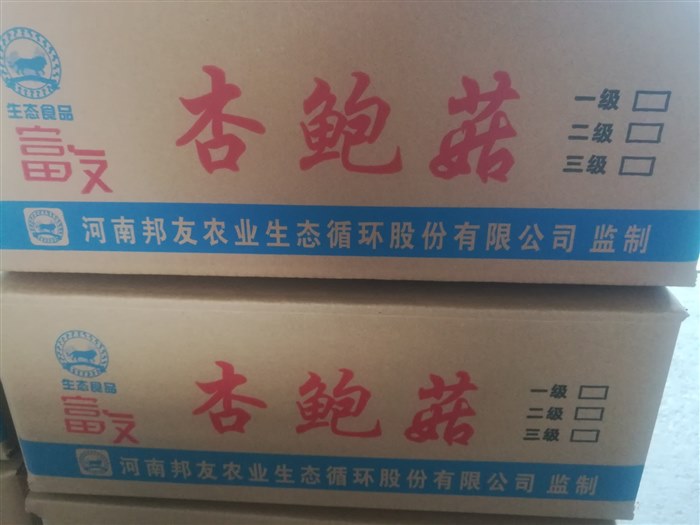 生态食品
富友
杏鲍菇
一级
二级
三级
河南邦友农业生态循环股份有限公司 监制
生态食品
富友
杏鲍菇
一级
二级
三级
河南邦友农业生态循环股份有限公司 监制